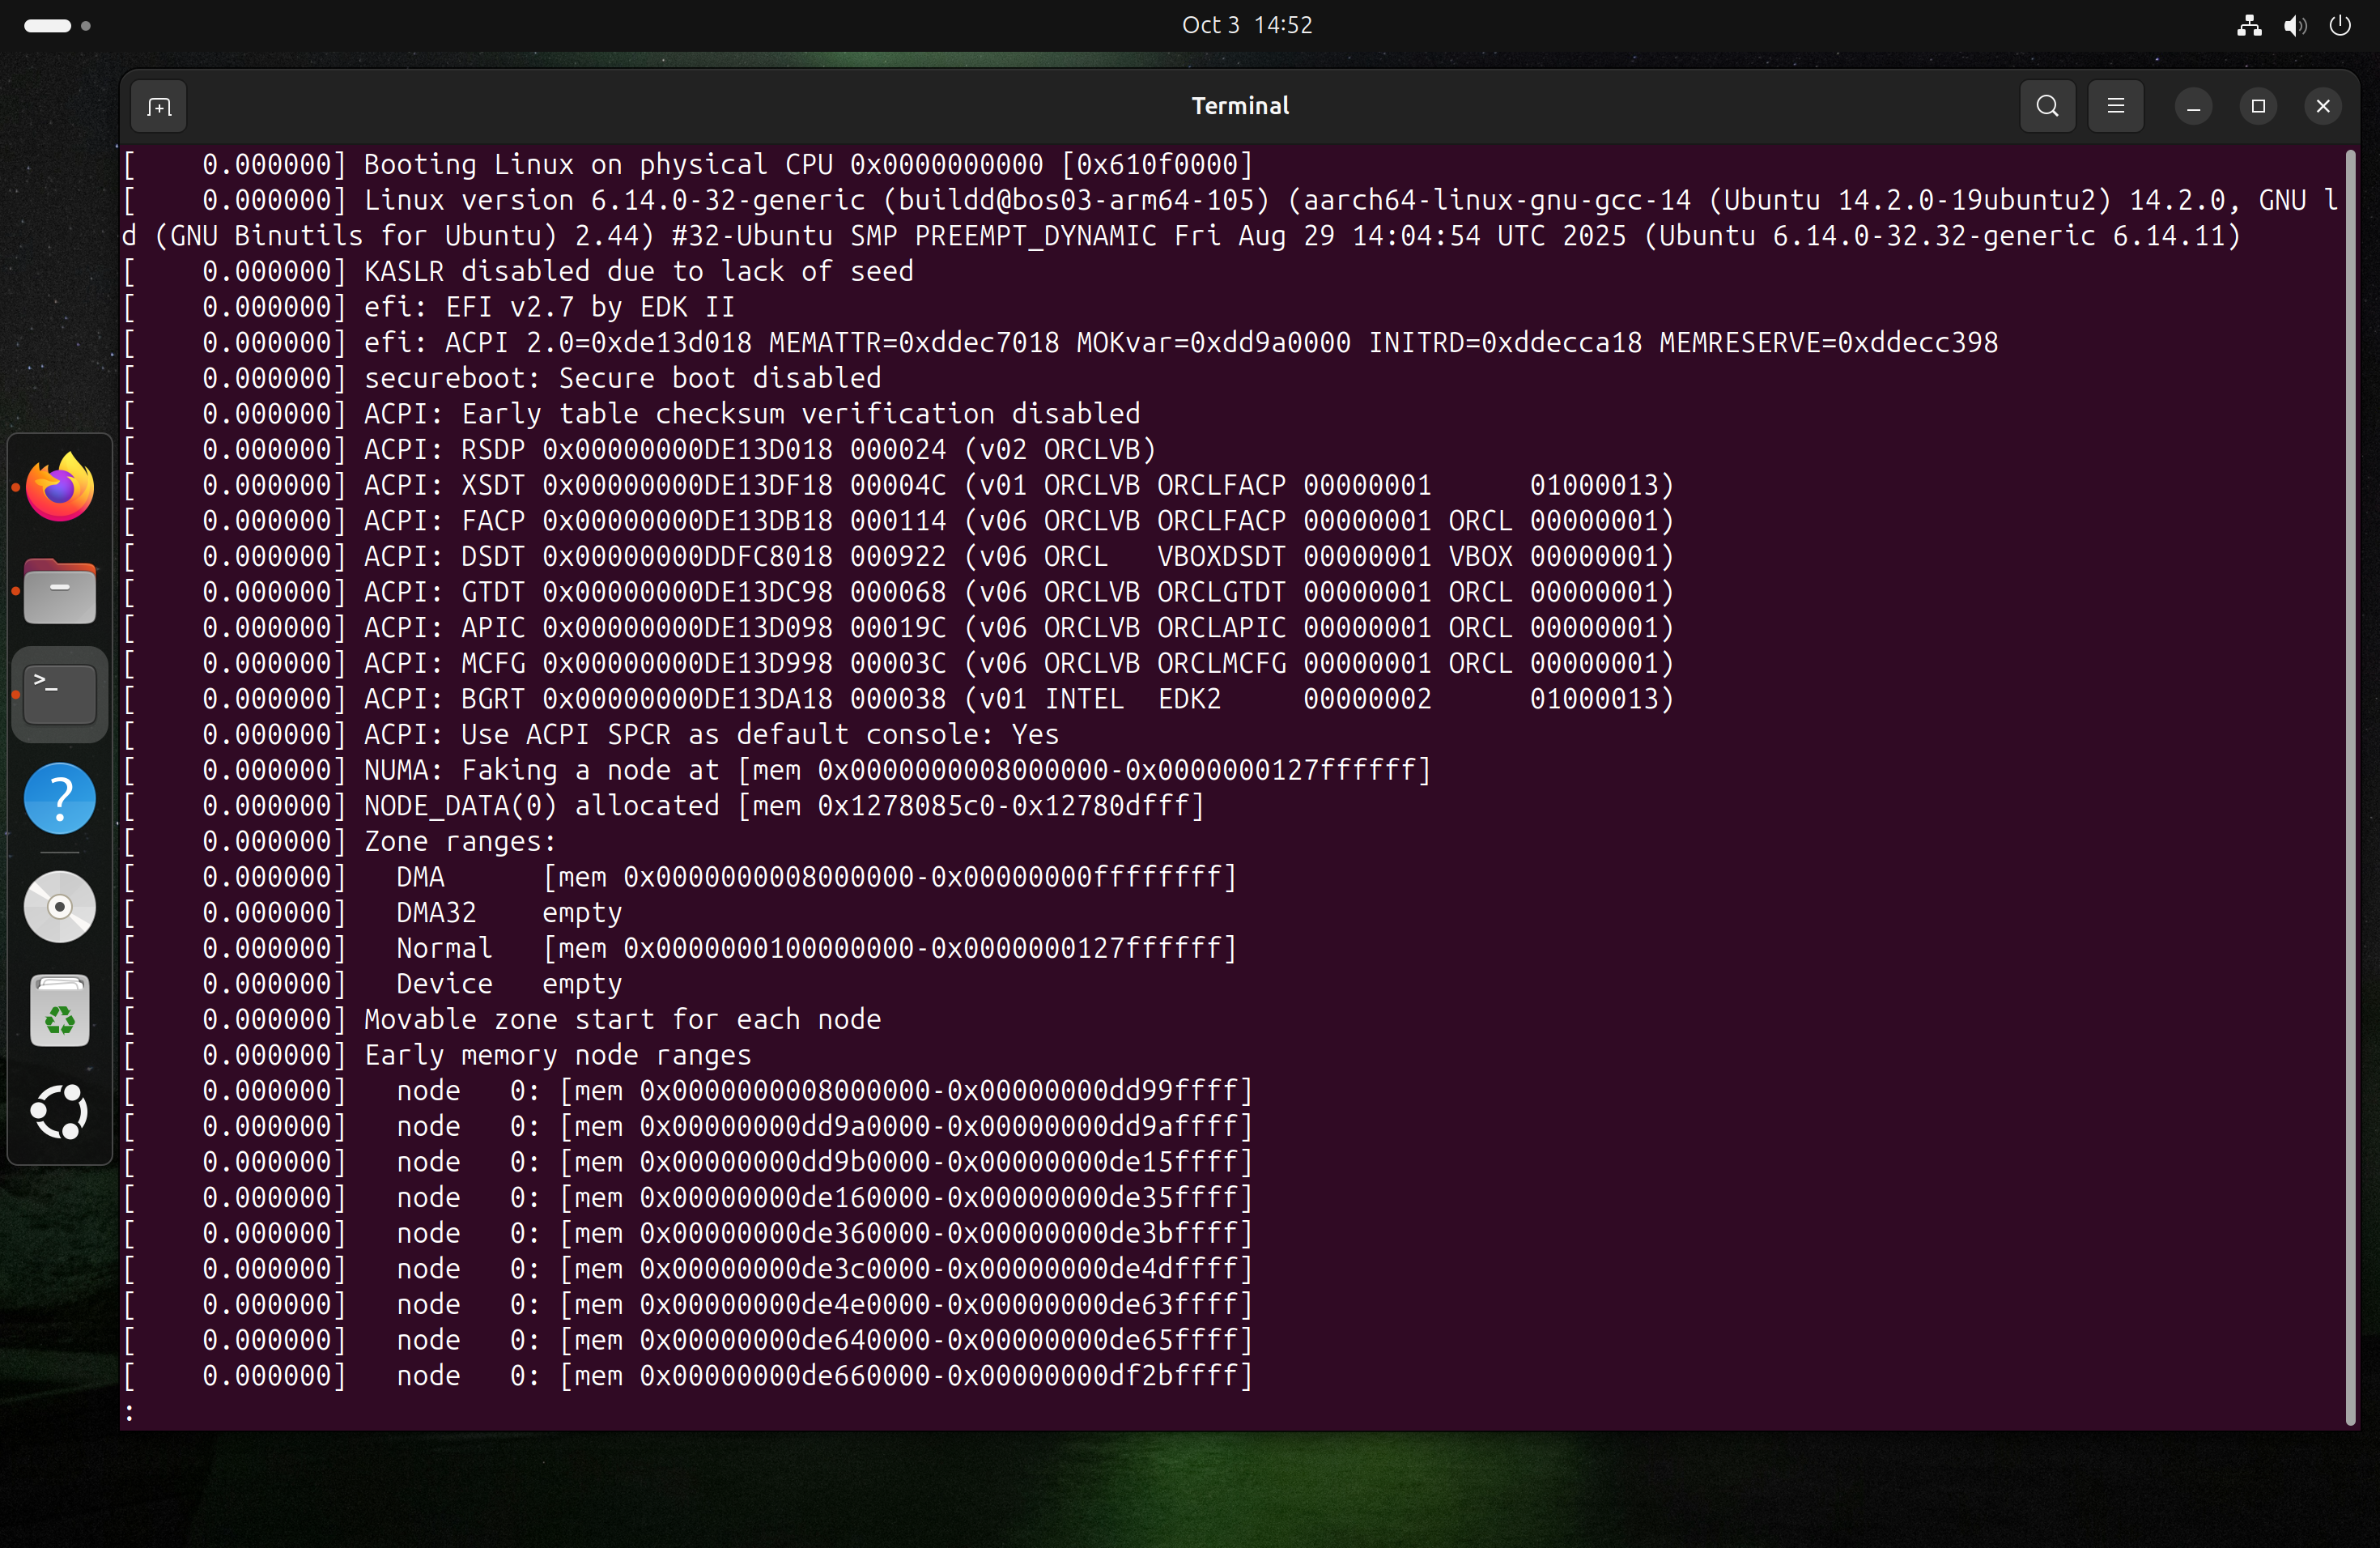 Oct 3 14:52
Terminal
[    0.000000] Booting Linux on physical CPU 0x0000000000 [0x610f0000]
[    0.000000] Linux version 6.14.0-32-generic (buildd@bos03-arm64-105) (aarch64-linux-gnu-gcc-14 (Ubuntu 14.2.0-19ubuntu2) 14.2.0, GNU l
d (GNU Binutils for Ubuntu) 2.44) #32-Ubuntu SMP PREEMPT_DYNAMIC Fri Aug 29 14:04:54 UTC 2025 (Ubuntu 6.14.0-32.32-generic 6.14.11)
[    0.000000] KASLR disabled due to lack of seed
[    0.000000] efi: EFI v2.7 by EDK II
[    0.000000] efi: ACPI 2.0=0xde13d018 MEMATTR=0xddec7018 MOKvar=0xdd9a0000 INITRD=0xddecca18 MEMRESERVE=0xddecc398
[    0.000000] secureboot: Secure boot disabled
[    0.000000] ACPI: Early table checksum verification disabled
[    0.000000] ACPI: RSDP 0x00000000DE13D018 000024 (v02 ORCLVB)
[    0.000000] ACPI: XSDT 0x00000000DE13DF18 00004C (v01 ORCLVB ORCLFACP 00000001      01000013)
[    0.000000] ACPI: FACP 0x00000000DE13DB18 000114 (v06 ORCLVB ORCLFACP 00000001 ORCL 00000001)
[    0.000000] ACPI: DSDT 0x00000000DDFC8018 000922 (v06 ORCL   VBOXDSDT 00000001 VBOX 00000001)
[    0.000000] ACPI: GTDT 0x00000000DE13DC98 000068 (v06 ORCLVB ORCLGTDT 00000001 ORCL 00000001)
[    0.000000] ACPI: APIC 0x00000000DE13D098 00019C (v06 ORCLVB ORCLAPIC 00000001 ORCL 00000001)
[    0.000000] ACPI: MCFG 0x00000000DE13D998 00003C (v06 ORCLVB ORCLMCFG 00000001 ORCL 00000001)
[    0.000000] ACPI: BGRT 0x00000000DE13DA18 000038 (v01 INTEL  EDK2     00000002      01000013)
[    0.000000] ACPI: Use ACPI SPCR as default console: Yes
[    0.000000] NUMA: Faking a node at [mem 0x0000000008000000-0x0000000127ffffff]
[    0.000000] NODE_DATA(0) allocated [mem 0x1278085c0-0x12780dfff]
[    0.000000] Zone ranges:
[    0.000000]   DMA      [mem 0x0000000008000000-0x00000000ffffffff]
[    0.000000]   DMA32    empty
[    0.000000]   Normal   [mem 0x0000000100000000-0x0000000127ffffff]
[    0.000000]   Device   empty
[    0.000000] Movable zone start for each node
[    0.000000] Early memory node ranges
[    0.000000]   node   0: [mem 0x0000000008000000-0x00000000dd99ffff]
[    0.000000]   node   0: [mem 0x00000000dd9a0000-0x00000000dd9affff]
[    0.000000]   node   0: [mem 0x00000000dd9b0000-0x00000000de15ffff]
[    0.000000]   node   0: [mem 0x00000000de160000-0x00000000de35ffff]
[    0.000000]   node   0: [mem 0x00000000de360000-0x00000000de3bffff]
[    0.000000]   node   0: [mem 0x00000000de3c0000-0x00000000de4dffff]
[    0.000000]   node   0: [mem 0x00000000de4e0000-0x00000000de63ffff]
[    0.000000]   node   0: [mem 0x00000000de640000-0x00000000de65ffff]
[    0.000000]   node   0: [mem 0x00000000de660000-0x00000000df2bffff]
: